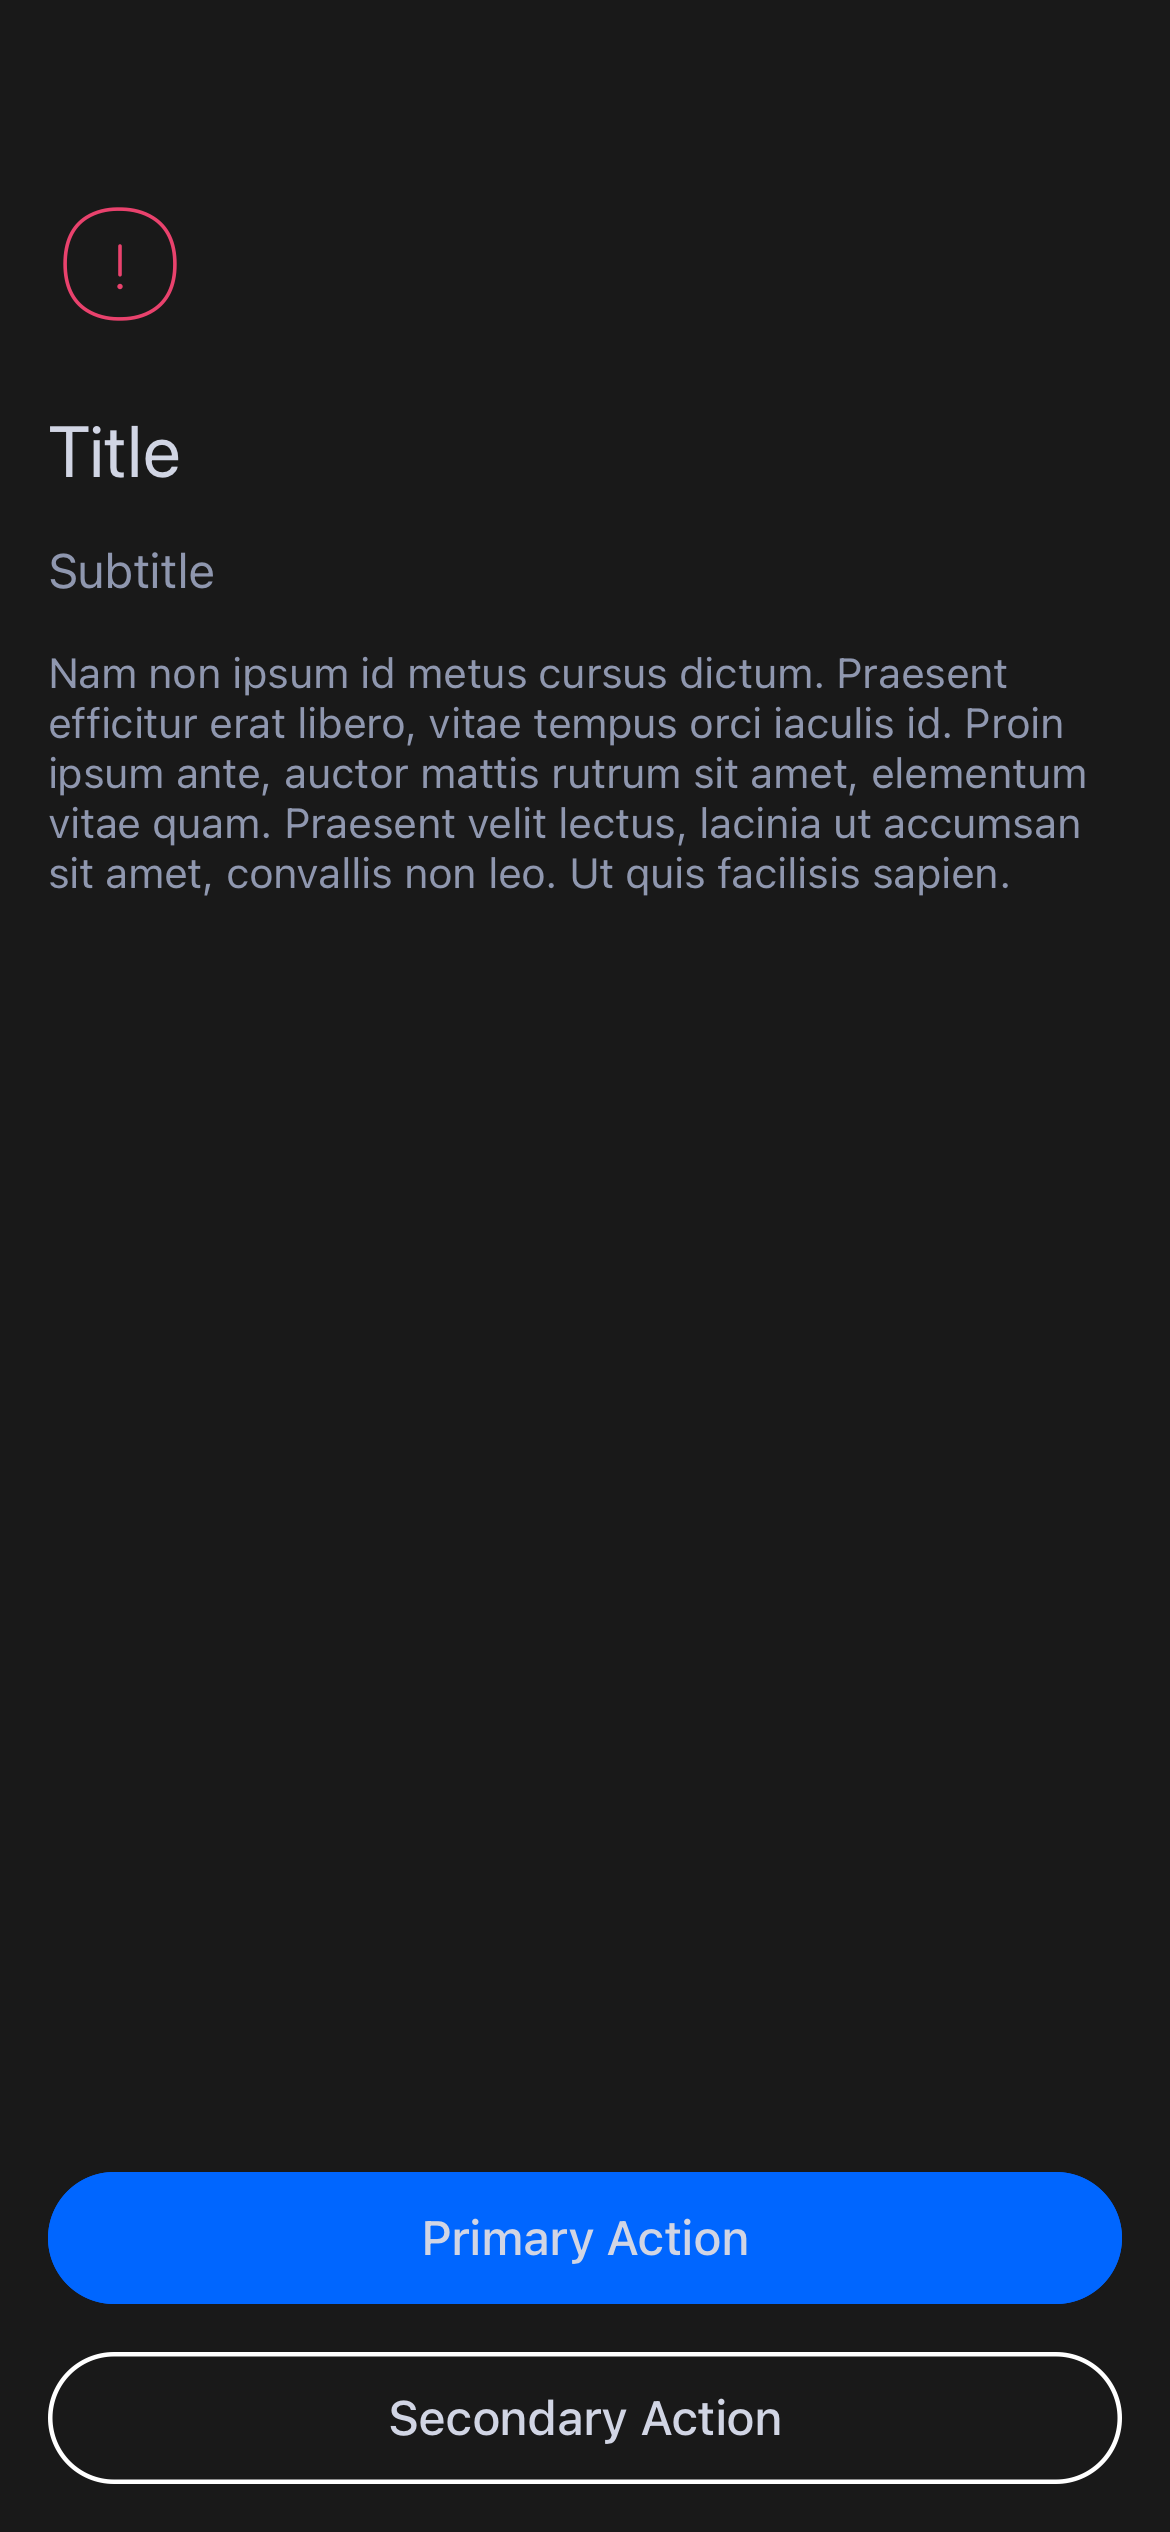 !
Title
Subtitle
Nam non ipsum id metus cursus dictum. Praesent
efficitur erat libero, vitae tempus orci iaculis id. Proin
ipsum ante, auctor mattis rutrum sit amet, elementum
vitae quam. Praesent velit lectus, lacinia ut accumsan
sit amet, convallis non leo. Ut quis facilisis sapien.
Primary Action
Secondary Action